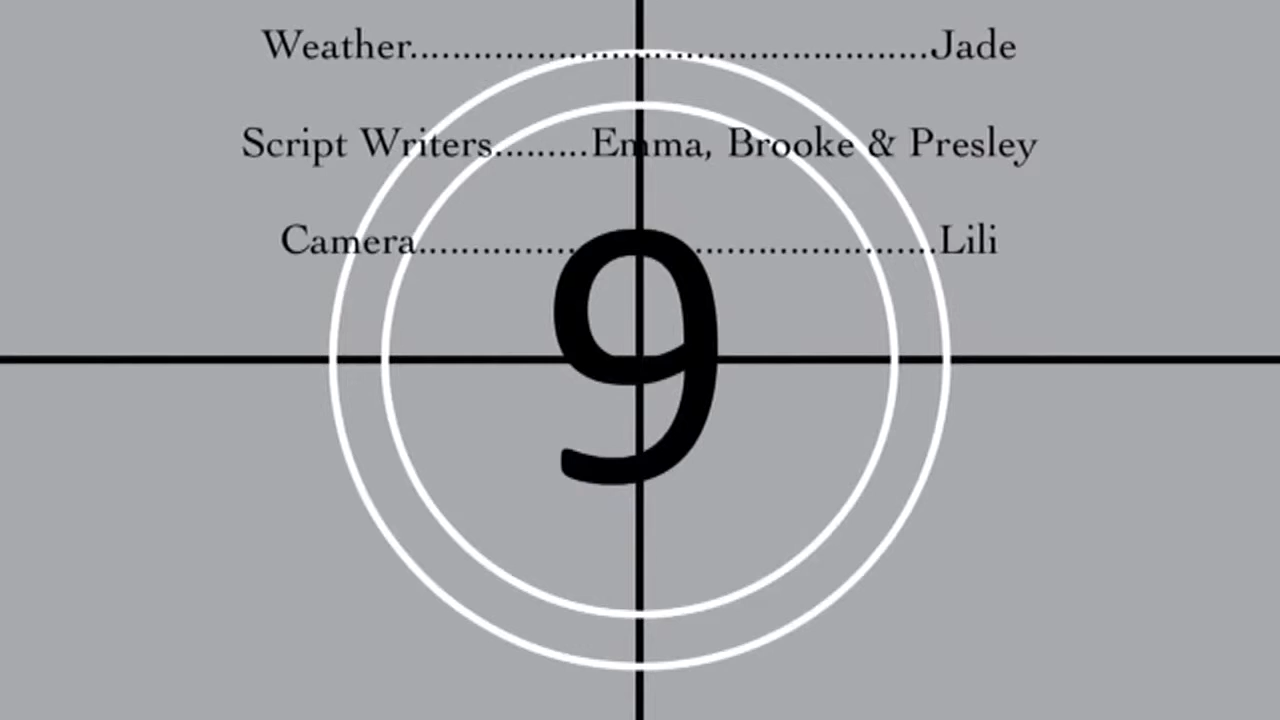 Weather.................................................Jade
Script Writers.........Emma, Brooke & Presley
Camera.................................................Lili
9